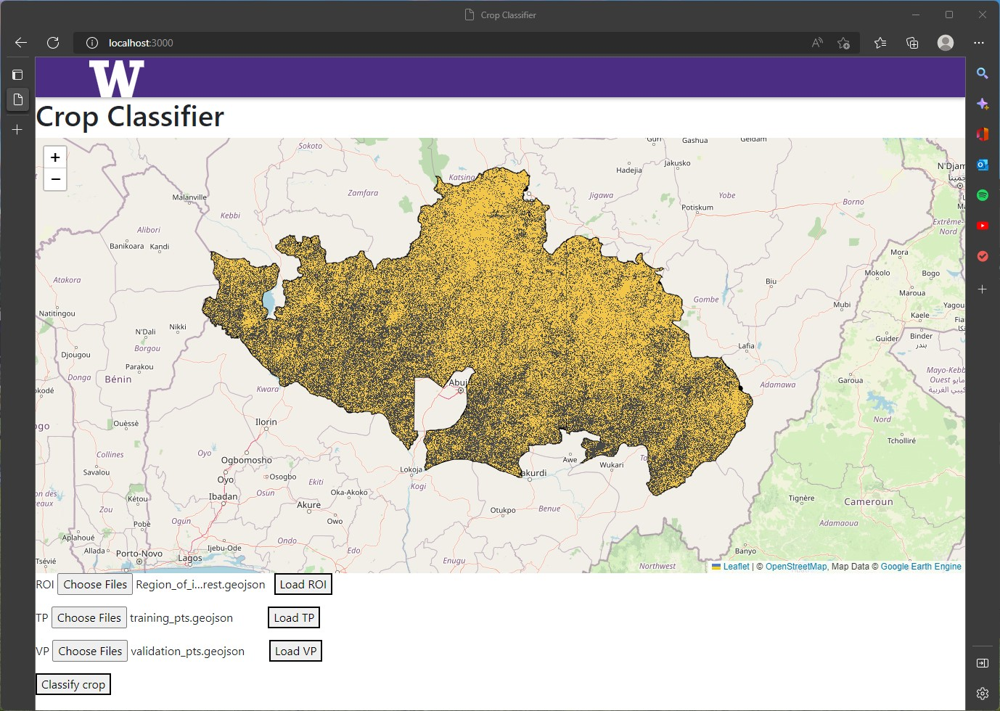 Crop Classifier
localhost:3000
W
Crop Classifier
+
−
Sokoto
Katsina
Gashua
Geidam
Hadejia
Jakusko
Zamfara
Jigawa
Yobe
Potiskum
Borno
Malanville
Kebbi
Alibori
Banikoara
Kandi
Extrême-
Nord
Mora
Mokolo
Bogo
Maroua
Biu
Gombe
Mubi
Kaele
Guider
Binder
بندر
Atakora
Natitingou
N'Dali
Nikki
Borgou
Djougou
Parakou
Donga
Bénin
Kwara
Lafia
Adamawa
Garoua
Mayo-Kebb
Ouest مايو-كيبي
كيبي الغربية
Nord
Tcholliré
Ouèssè
Ilorin
Oyo
Ogbomosho
Collines
Osogbo
Savalou
Oyo
Osun
Ekiti
Oka-Akoko
Lokoja
Kogi
Awe
Wukari
Kétou
Ibadan
Akure
Zou
Owo
Otukpo
Benue
Tignère
Cameroun
Adamaoua
Pobè
Ogun
Aplahoué
Allada
Porto-Novo
Ijebu-Ode
Ondo
Edo
Enugu
Lagos
Tsévié
Banyo
Northwest
Leaflet | © OpenStreetMap, Map Data © Google Earth Engine
ROI Choose Files Region_of_i...rest.geojson Load ROI
TP Choose Files training_pts.geojson Load TP
VP Choose Files validation_pts.geojson Load VP
Classify crop